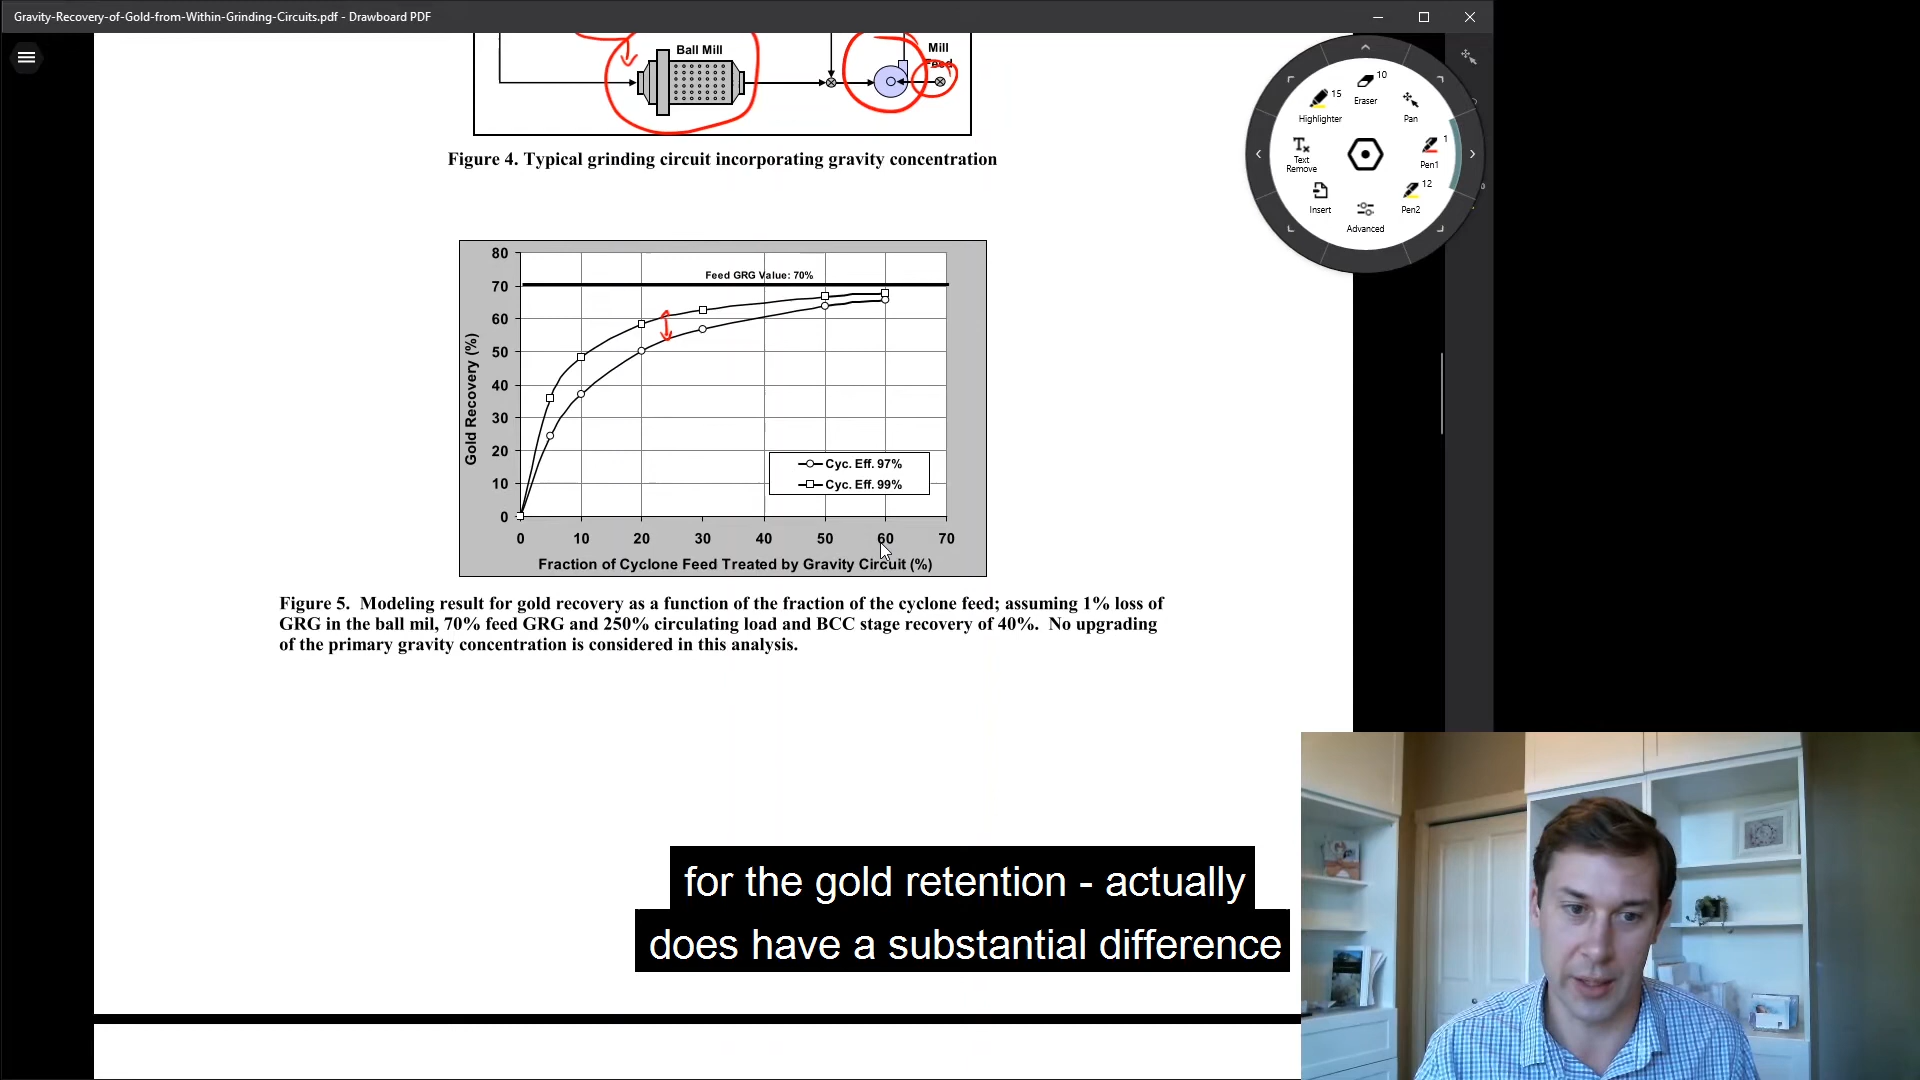 Gravity-Recovery-of-Gold-from-Within-Grinding-Circuits.pdf - Drawboard PDF
Ball Mill
Mill
Feed
Figure 4. Typical grinding circuit incorporating gravity concentration
10
Eraser
15
Highlighter
Pan
Text
Remove
1
Pen1
Insert
12
Pen2
Advanced
80
70
60
50
40
30
20
10
0
Gold Recovery (%)
Feed GRG Value: 70%
Cyc. Eff. 97%
Cyc. Eff. 99%
0 10 20 30 40 50 60 70
Fraction of Cyclone Feed Treated by Gravity Circuit (%)
Figure 5. Modeling result for gold recovery as a function of the fraction of the cyclone feed; assuming 1% loss of
GRG in the ball mil, 70% feed GRG and 250% circulating load and BCC stage recovery of 40%. No upgrading
of the primary gravity concentration is considered in this analysis.
for the gold retention - actually
does have a substantial difference